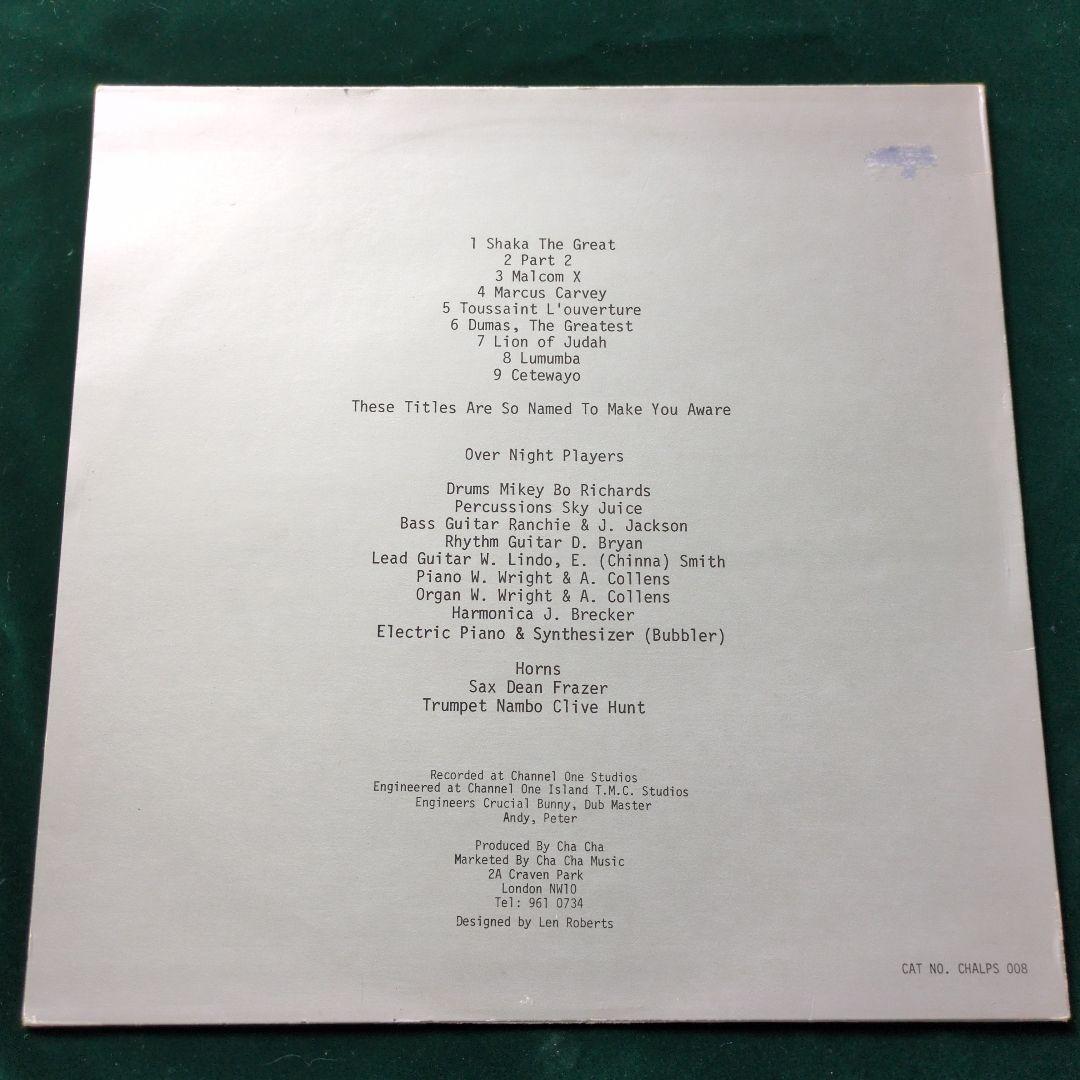 1 Shaka The Great
2 Part 2
3 Malcom X
4 Marcus Carvey
5 Toussaint L'ouverture
6 Dumas, The Greatest
7 Lion of Judah
8 Lumumba
9 Cetewayo
These Titles Are So Named To Make You Aware
Over Night Players
Drums Mikey Bo Richards
Percussions Sky Juice
Bass Guitar Ranchie & J. Jackson
Rhythm Guitar D. Bryan
Lead Guitar W. Lindo, E. (Chinna) Smith
Piano W. Wright & A. Collens
Organ W. Wright & A. Collens
Harmonica J. Brecker
Electric Piano & Synthesizer (Bubbler)
Horns
Sax Dean Frazer
Trumpet Nambo Clive Hunt
Recorded at Channel One Studios
Engineered at Channel One Island T.M.C. Studios
Engineers Crucial Bunny, Dub Master
Andy, Peter
Produced By Cha Cha
Marketed By Cha Cha Music
2A Craven Park
London NW10
Tel: 961 0734
Designed by Len Roberts
CAT NO. CHALPS 008